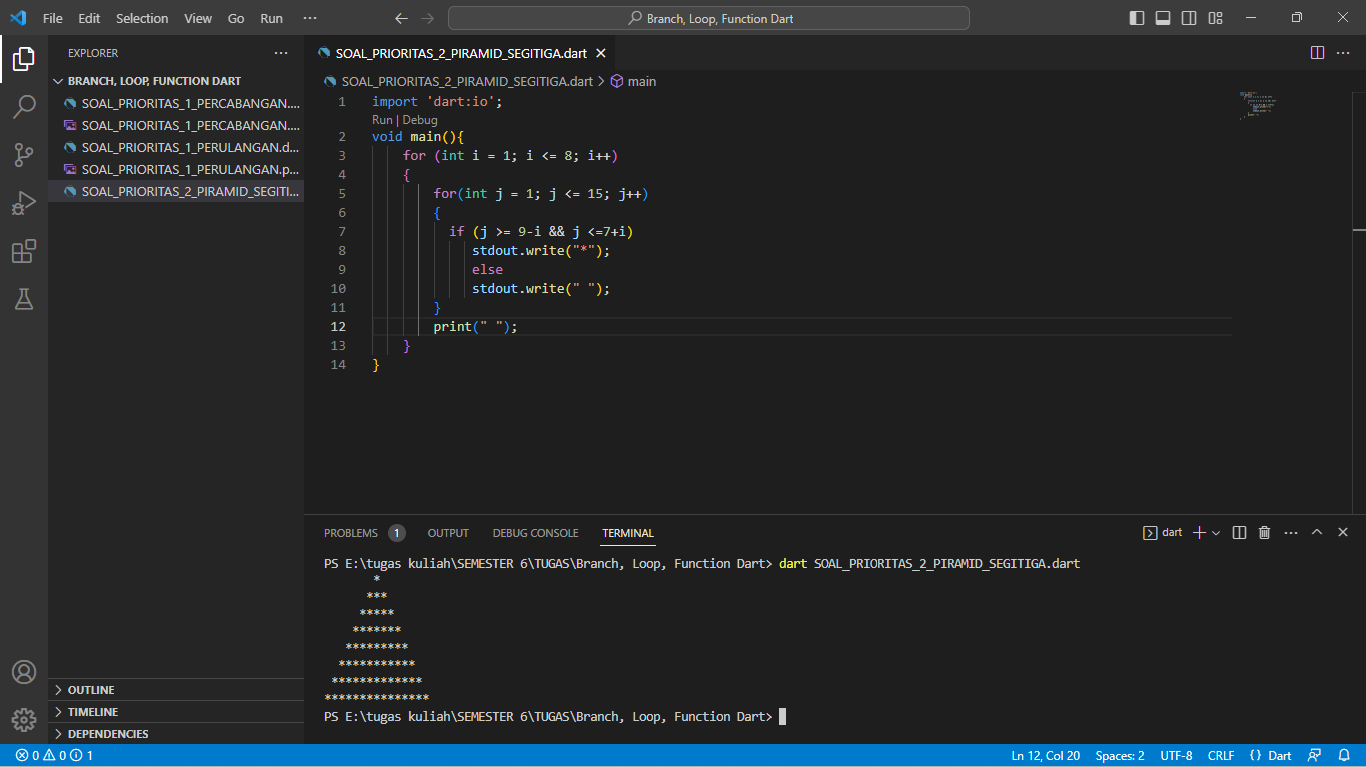 File Edit Selection View Go Run ··· Branch, Loop, Function Dart
EXPLORER ···
BRANCH, LOOP, FUNCTION DART
SOAL_PRIORITAS_1_PERCABANGAN....
SOAL_PRIORITAS_1_PERCABANGAN....
SOAL_PRIORITAS_1_PERULANGAN.d...
SOAL_PRIORITAS_1_PERULANGAN.p...
SOAL_PRIORITAS_2_PIRAMID_SEGITI...
OUTLINE
TIMELINE
DEPENDENCIES
SOAL_PRIORITAS_2_PIRAMID_SEGITIGA.dart
SOAL_PRIORITAS_2_PIRAMID_SEGITIGA.dart > main
1 import 'dart:io';
Run | Debug
2 void main(){
3     for (int i = 1; i <= 8; i++)
4     {
5         for(int j = 1; j <= 15; j++)
6         {
7           if (j >= 9-i && j <=7+i)
8              stdout.write("*");
9              else
10              stdout.write(" ");
11         }
12         print(" ");
13     }
14 }
PROBLEMS 1 OUTPUT DEBUG CONSOLE TERMINAL dart
PS E:\tugas kuliah\SEMESTER 6\TUGAS\Branch, Loop, Function Dart> dart SOAL_PRIORITAS_2_PIRAMID_SEGITIGA.dart
       *
      ***
     *****
    *******
   *********
  ***********
 *************
***************
PS E:\tugas kuliah\SEMESTER 6\TUGAS\Branch, Loop, Function Dart>
0 0 1 Ln 12, Col 20 Spaces: 2 UTF-8 CRLF {} Dart